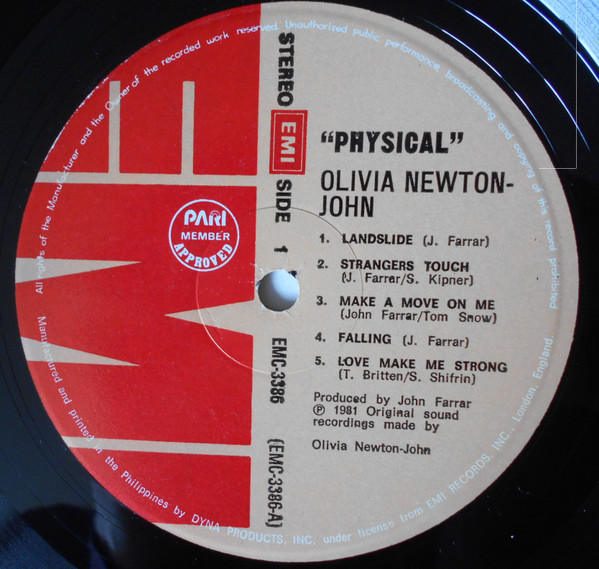 All rights of the Manufacturer and the Owner of the recorded work reserved Unauthorized public performance broadcasting and copying of this record prohibited
STEREO
EMI
SIDE 1
EMC-3386
(EMC-3386-A)
PARI
MEMBER
APPROVED
"PHYSICAL"
OLIVIA NEWTON-
JOHN
1. LANDSLIDE (J. Farrar)
2. STRANGERS TOUCH
(J. Farrar/S. Kipner)
3. MAKE A MOVE ON ME
(John Farrar/Tom Snow)
4. FALLING (J. Farrar)
5. LOVE MAKE ME STRONG
(T. Britten/S. Shifrin)
Produced by John Farrar
℗ 1981 Original sound
recordings made by
Olivia Newton-John
Manufactured and printed in the Philippines by DYNA PRODUCTS, INC. under license from EMI RECORDS, INC. London, England